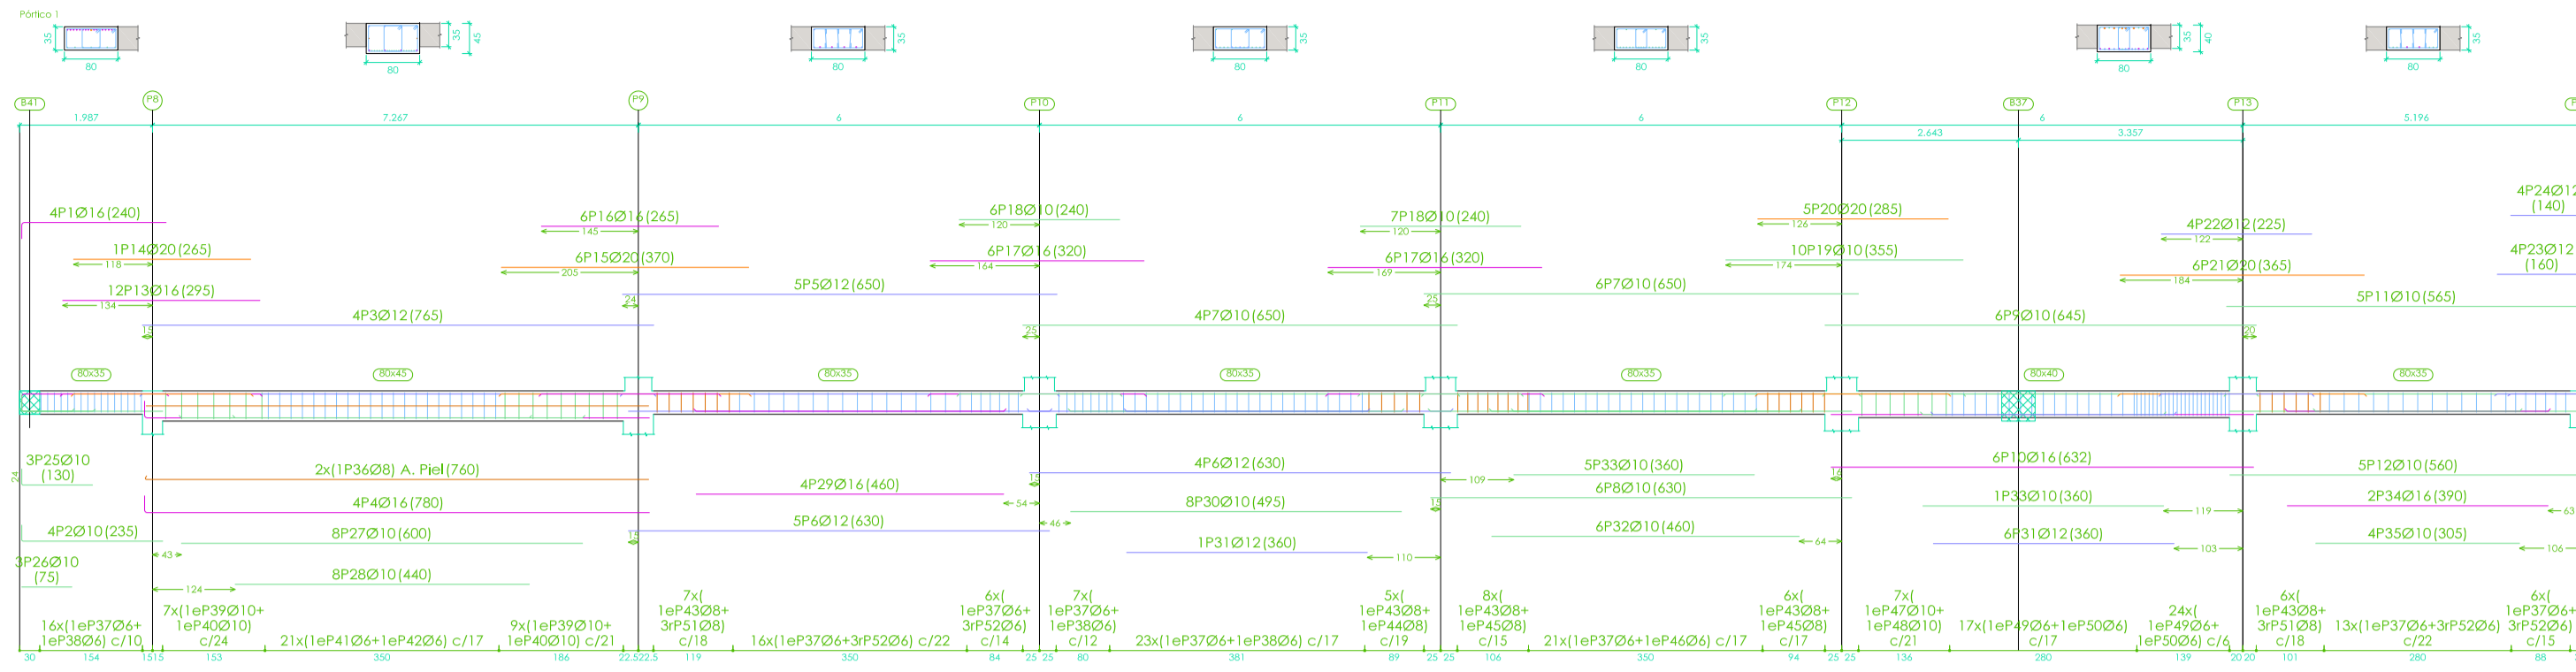 Pórtico 1
35
80
35
45
80
35
80
35
80
35
80
35
40
80
35
80
B41
P8
P9
P10
P11
P12
B37
P13
1.987
7.267
6
6
6
6
5.196
2.643
3.357
4P1Ø16 (240)
6P16Ø16 (265)
145
6P18Ø10 (240)
120
7P18Ø10 (240)
120
5P20Ø20 (285)
126
4P22Ø12 (225)
122
4P24Ø12
(140)
1P14Ø20 (265)
118
6P15Ø20 (370)
205
6P17Ø16 (320)
164
6P17Ø16 (320)
169
10P19Ø10 (355)
174
6P21Ø20 (365)
184
4P23Ø12
(160)
12P13Ø16 (295)
134
5P5Ø12 (650)
24
6P7Ø10 (650)
25
5P11Ø10 (565)
4P3Ø12 (765)
15
4P7Ø10 (650)
25
6P9Ø10 (645)
20
80x35
80x45
80x35
80x35
80x35
80x40
80x35
3P25Ø10
(130)
24
2x(1P36Ø8) A. Piel (760)
4P6Ø12 (630)
15
5P33Ø10 (360)
109
6P10Ø16 (632)
16
5P12Ø10 (560)
4P4Ø16 (780)
4P29Ø16 (460)
54
8P30Ø10 (495)
46
6P8Ø10 (630)
15
1P33Ø10 (360)
119
2P34Ø16 (390)
63
4P2Ø10 (235)
8P27Ø10 (600)
43
5P6Ø12 (630)
15
1P31Ø12 (360)
110
6P32Ø10 (460)
64
6P31Ø12 (360)
103
4P35Ø10 (305)
106
3P26Ø10
(75)
8P28Ø10 (440)
124
16x(1eP37Ø6+
1eP38Ø6) c/10
7x(1eP39Ø10+
1eP40Ø10)
c/24
21x(1eP41Ø6+1eP42Ø6) c/17
9x(1eP39Ø10+
1eP40Ø10) c/21
7x(
1eP43Ø8+
3rP51Ø8)
c/18
16x(1eP37Ø6+3rP52Ø6) c/22
6x(
1eP37Ø6+
3rP52Ø6)
c/14
7x(
1eP37Ø6+
1eP38Ø6)
c/12
23x(1eP37Ø6+1eP38Ø6) c/17
5x(
1eP43Ø8+
1eP44Ø8)
c/19
8x(
1eP43Ø8+
1eP45Ø8)
c/15
21x(1eP37Ø6+1eP46Ø6) c/17
6x(
1eP43Ø8+
1eP45Ø8)
c/17
7x(
1eP47Ø10+
1eP48Ø10)
c/21
17x(1eP49Ø6+1eP50Ø6)
c/17
24x(
1eP49Ø6+
1eP50Ø6) c/6
6x(
1eP43Ø8+
3rP51Ø8)
c/18
13x(1eP37Ø6+3rP52Ø6)
c/22
6x(
1eP37Ø6+
3rP52Ø6)
c/15
30 154 15 15 153 350 186 22.5 22.5 119 350 84 25 25 80 381 89 25 25 106 350 94 25 25 136 280 139 20 20 101 280 88